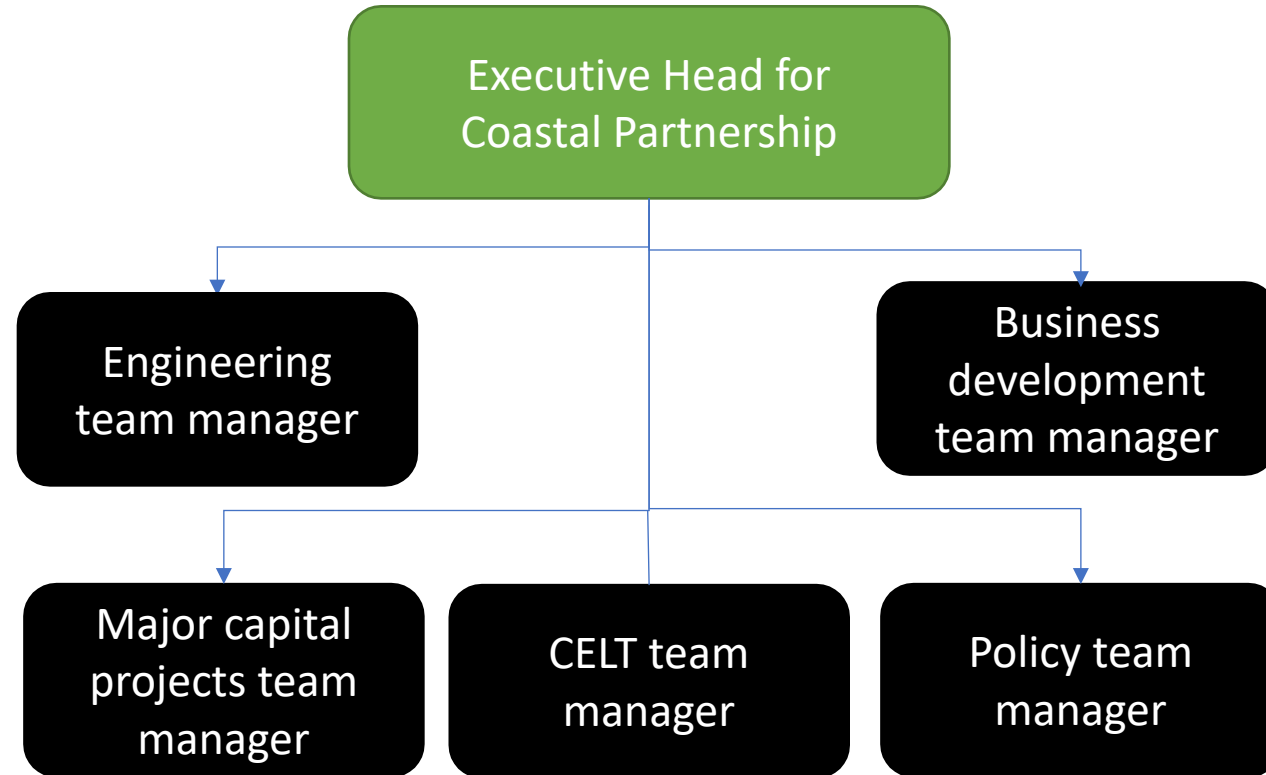 Executive Head for
Coastal Partnership
Engineering
team manager
Business
development
team manager
Major capital
projects team
manager
CELT team
manager
Policy team
manager